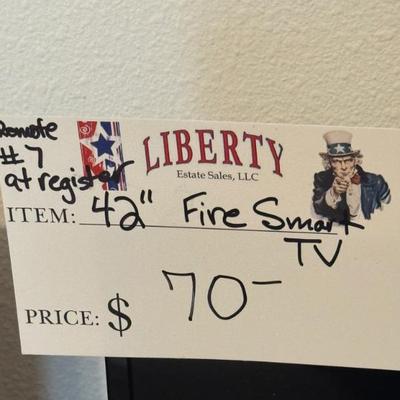 Remote
#7
at register
LIBERTY
Estate Sales, LLC
ITEM: 42" Fire Smart
TV
PRICE: $ 70-